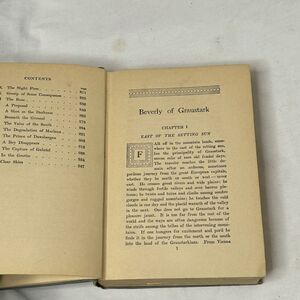 CONTENTS
The Night Fires
Gossip of Some Consequence
The Rose
A Proposal
A Shot in the Darkness
Beneath the Ground
The Value of the
The Degradation of Marlanx
The Prince of Dawsbergen
A Boy Disappears
The Capture of Gabriel
In the Grotto
Clear Skies
Beverly of Graustark
CHAPTER I
EAST OF THE SETTING SUN
FAR off in the mountain lands, somewhere to the east of the setting sun, lies the principality of Graustark, serene relic of rare old feudal days. The traveler reaches the little domain after an arduous, sometimes perilous journey from the great European capitals, whether they be north or south or west—never east. He crosses great rivers and wide plains; he winds through fertile valleys and over barren plateaus; he twists and turns and climbs among sombre gorges and rugged mountains; he touches the cold clouds in one day and the placid warmth of the valley in the next. One does not go to Graustark for a pleasure jaunt. It is too far from the rest of the world and the ways are often dangerous because of the strife among the tribes of the intervening mountains. If one hungers for excitement and peril he finds it in the journey from the north or the south into the land of the Graustarkians. From Vienna
1